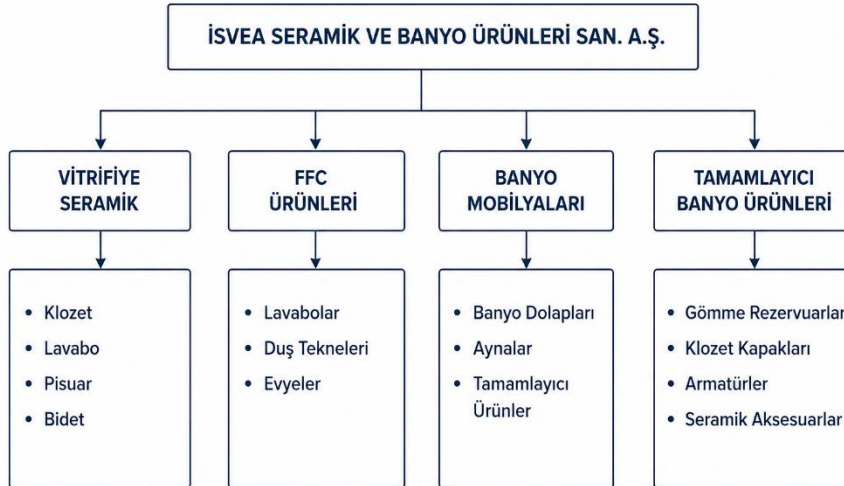 İSVEA SERAMİK VE BANYO ÜRÜNLERİ SAN. A.Ş.
VİTRİFİYE
SERAMİK
• Klozet
• Lavabo
• Pisuar
• Bidet
FFC
ÜRÜNLERİ
• Lavabolar
• Duş Tekneleri
• Evyeler
BANYO
MOBİLYALARI
• Banyo Dolapları
• Aynalar
• Tamamlayıcı
Ürünler
TAMAMLAYICI
BANYO ÜRÜNLERİ
• Gömme Rezervuarlar
• Klozet Kapakları
• Armatürler
• Seramik Aksesuarlar